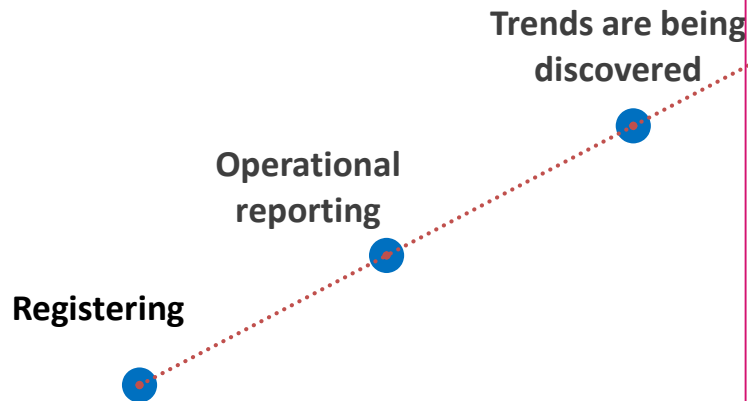 Trends are being
discovered
Operational
reporting
Registering